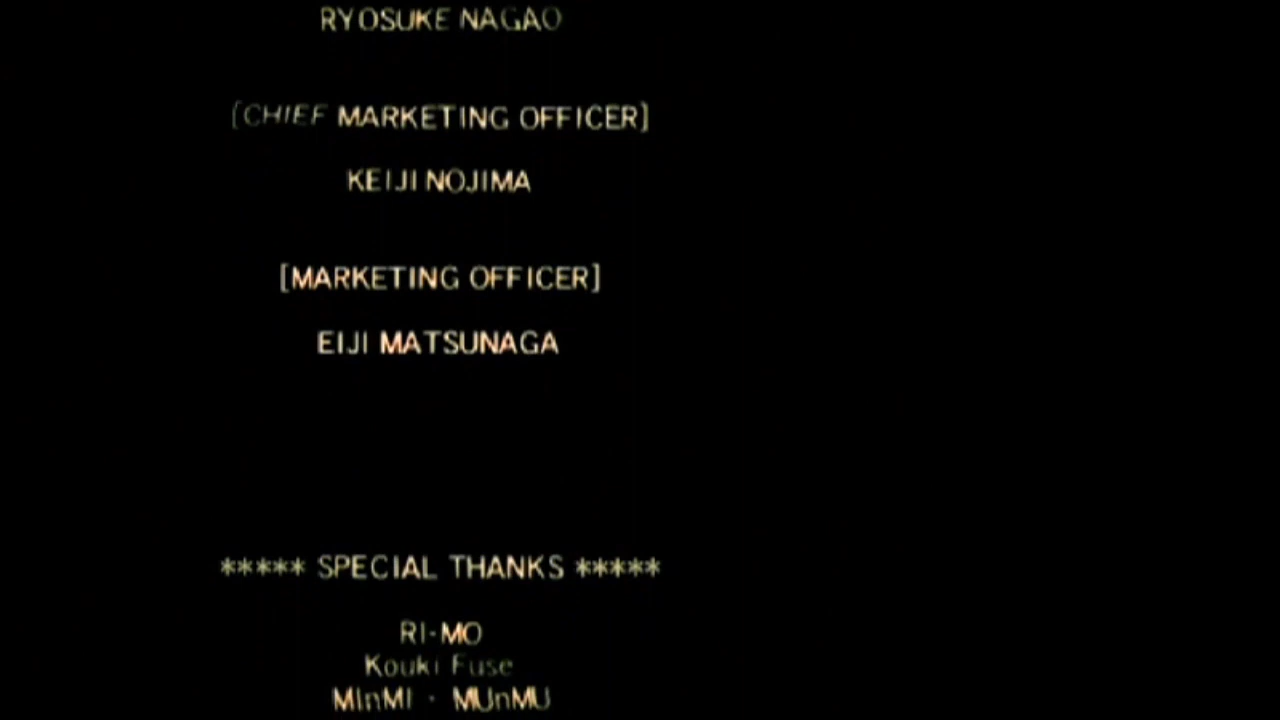 RYOSUKE NAGAO
[CHIEF MARKETING OFFICER]
KEIJI NOJIMA
[MARKETING OFFICER]
EIJI MATSUNAGA
***** SPECIAL THANKS *****
RI-MO
Kouki Fuse
MInMI - MUnMU